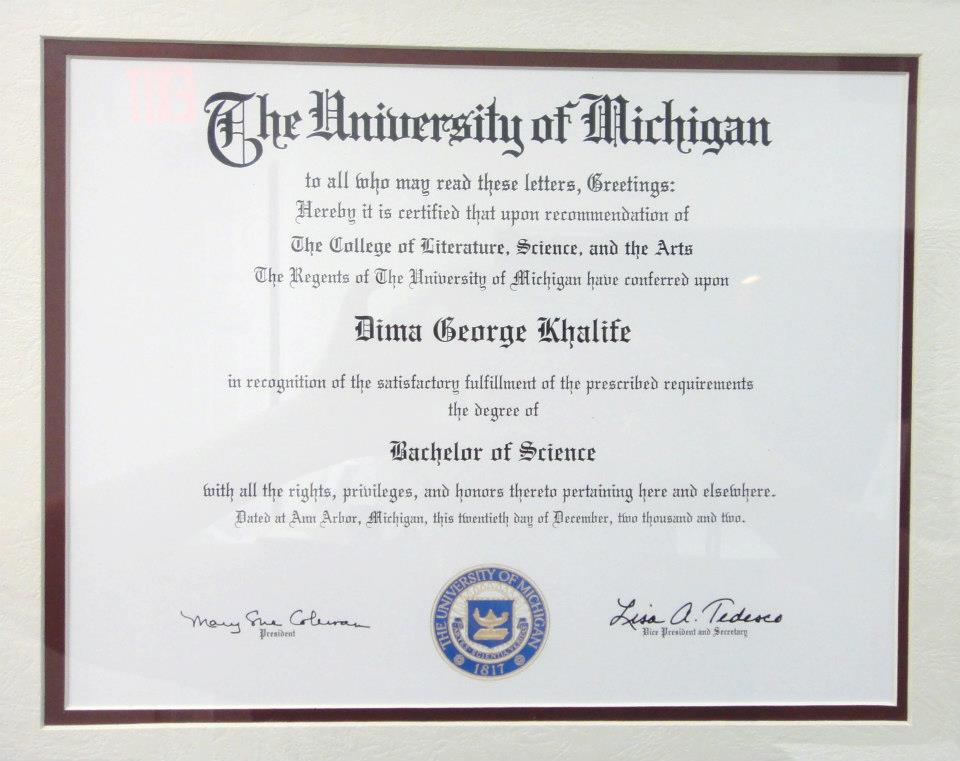 EXIT
The University of Michigan
to all who may read these letters, Greetings:
Hereby it is certified that upon recommendation of
The College of Literature, Science, and the Arts
The Regents of The University of Michigan have conferred upon
Dima George Khalife
in recognition of the satisfactory fulfillment of the prescribed requirements
the degree of
Bachelor of Science
with all the rights, privileges, and honors thereto pertaining here and elsewhere.
Dated at Ann Arbor, Michigan, this twentieth day of December, two thousand and two.
Mary Sue Coleman
President
THE UNIVERSITY OF MICHIGAN
ARTES SCIENTIA VERITAS
1817
Lisa A. Tedesco
Vice President and Secretary